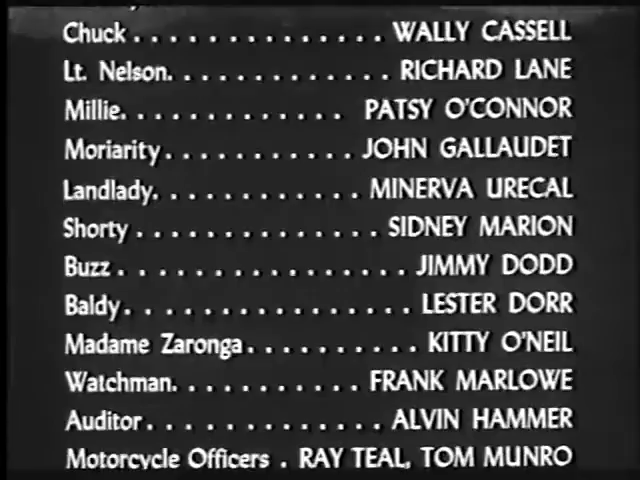 Chuck . . . . . . . . . . . . . . WALLY CASSELL
Lt. Nelson. . . . . . . . . . . . . RICHARD LANE
Millie. . . . . . . . . . . . . PATSY O'CONNOR
Moriarity . . . . . . . . . . . . JOHN GALLAUDET
Landlady. . . . . . . . . . . . MINERVA URECAL
Shorty . . . . . . . . . . . . . . SIDNEY MARION
Buzz . . . . . . . . . . . . . . . . JIMMY DODD
Baldy. . . . . . . . . . . . . . . . LESTER DORR
Madame Zaronga. . . . . . . . . . KITTY O'NEIL
Watchman. . . . . . . . . . . FRANK MARLOWE
Auditor. . . . . . . . . . . . . ALVIN HAMMER
Motorcycle Officers . RAY TEAL, TOM MUNRO